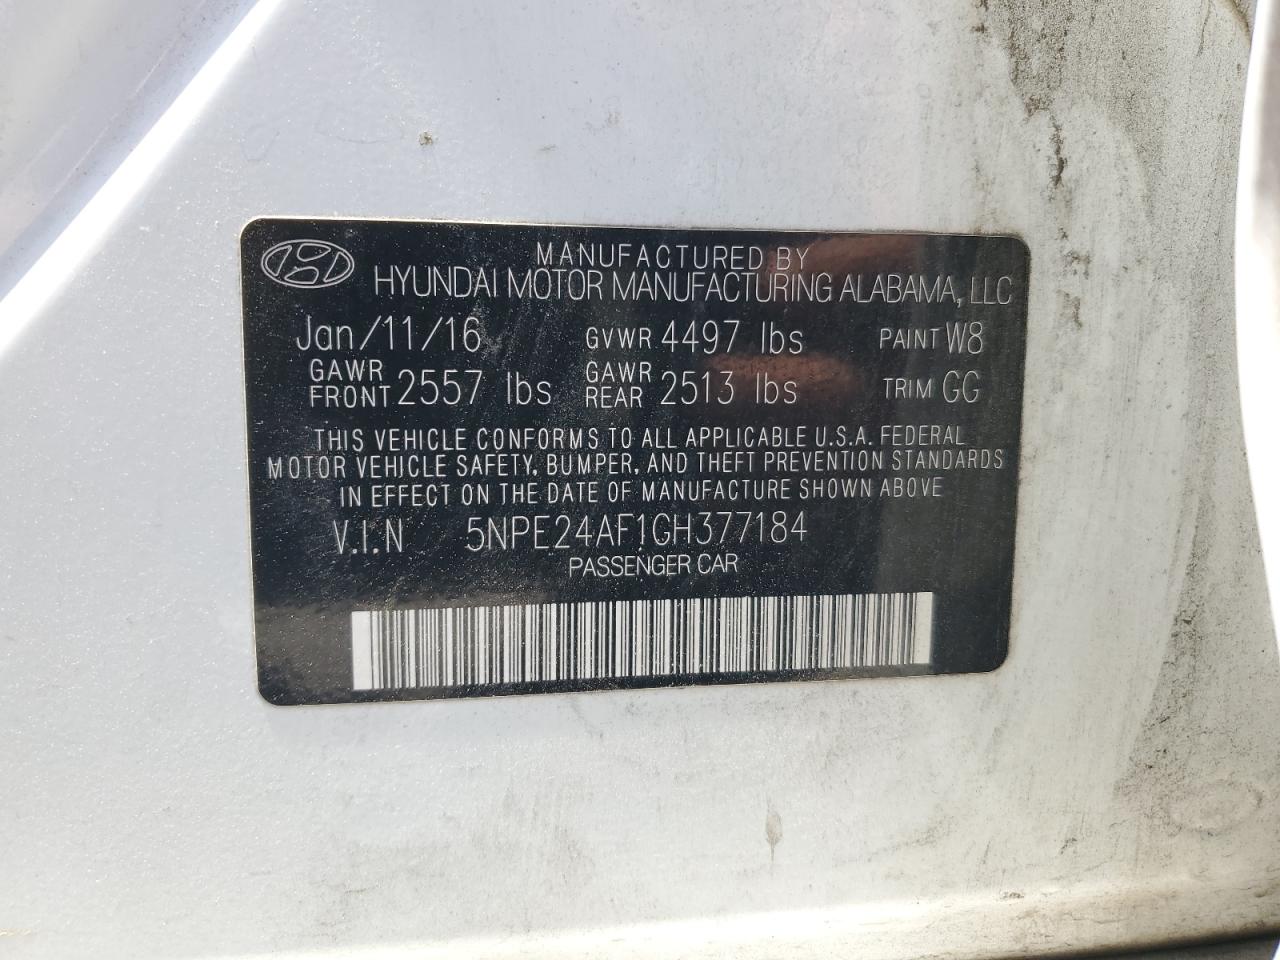 MANUFACTURED BY
HYUNDAI MOTOR MANUFACTURING ALABAMA, LLC
Jan/11/16 GVWR 4497 lbs PAINT W8
GAWR FRONT 2557 lbs GAWR REAR 2513 lbs TRIM GG
THIS VEHICLE CONFORMS TO ALL APPLICABLE U.S.A. FEDERAL
MOTOR VEHICLE SAFETY, BUMPER, AND THEFT PREVENTION STANDARDS
IN EFFECT ON THE DATE OF MANUFACTURE SHOWN ABOVE
V.I.N 5NPE24AF1GH377184
PASSENGER CAR